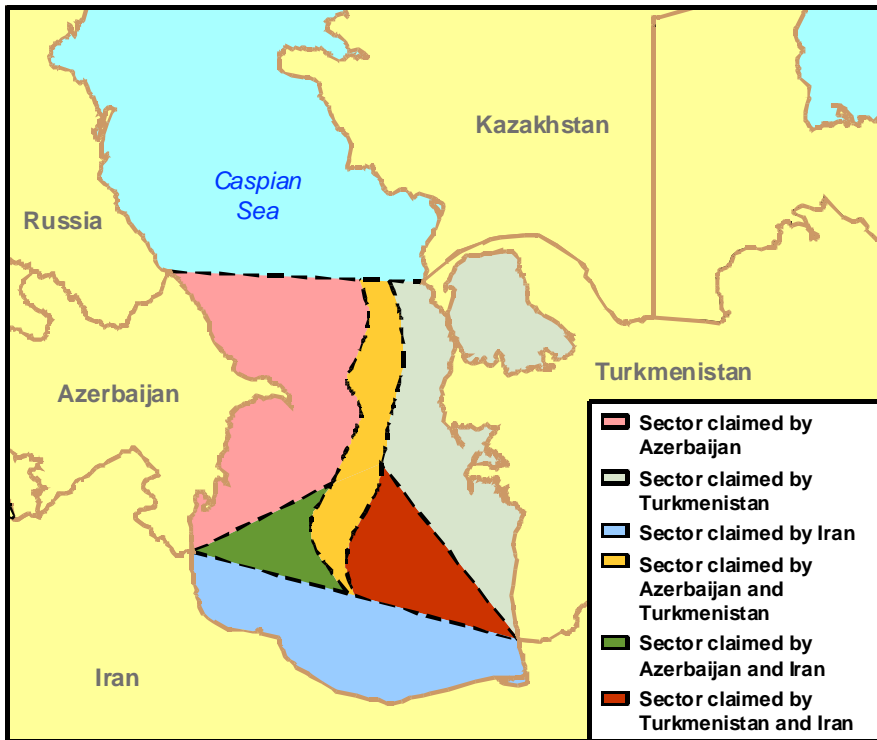 Kazakhstan
Caspian
Sea
Russia
Azerbaijan
Turkmenistan
Iran
Sector claimed by
Azerbaijan
Sector claimed by
Turkmenistan
Sector claimed by Iran
Sector claimed by
Azerbaijan and
Turkmenistan
Sector claimed by
Azerbaijan and Iran
Sector claimed by
Turkmenistan and Iran